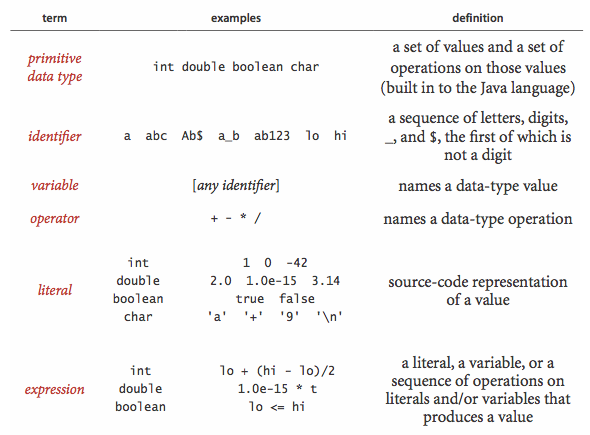 term examples definition
primitive data type int double boolean char a set of values and a set of operations on those values (built in to the Java language)
identifier a abc Ab$ a_b ab123 lo hi a sequence of letters, digits, _, and $, the first of which is not a digit
variable [any identifier] names a data-type value
operator + - * / names a data-type operation
literal
int 1 0 -42
double 2.0 1.0e-15 3.14
boolean true false
char 'a' '+' '9' '\n'
source-code representation of a value
expression
int lo + (hi - lo)/2
double 1.0e-15 * t
boolean lo <= hi
a literal, a variable, or a sequence of operations on literals and/or variables that produces a value